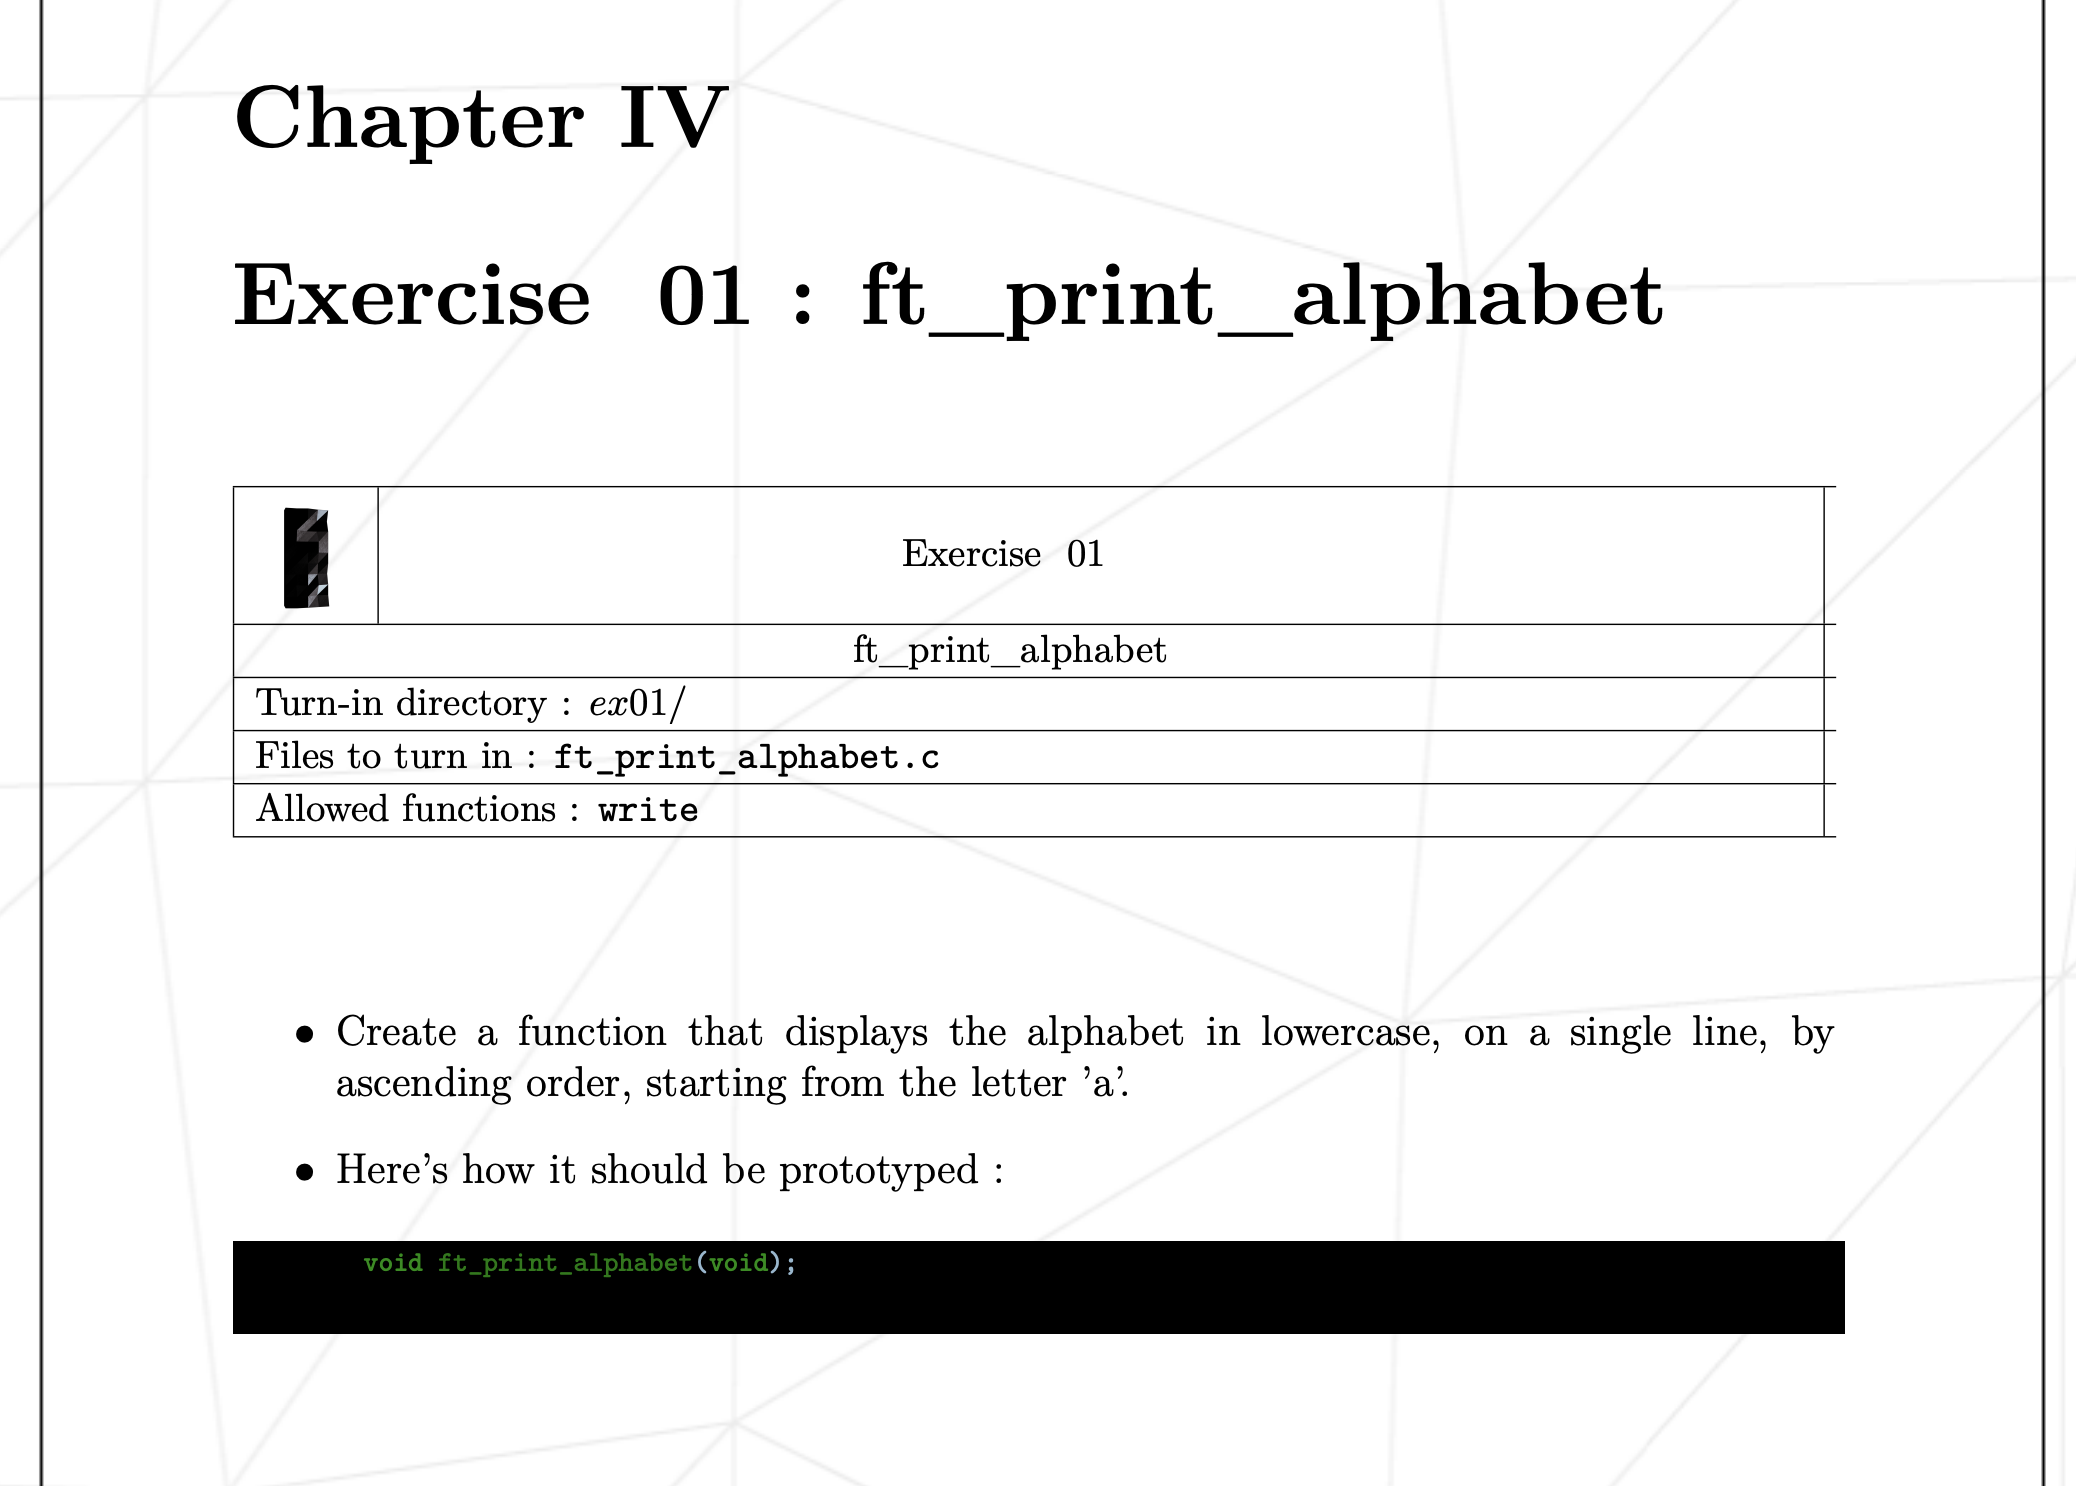 Chapter IV
Exercise 01 : ft_print_alphabet
Exercise 01
ft_print_alphabet
Turn-in directory : ex01/
Files to turn in : ft_print_alphabet.c
Allowed functions : write
• Create a function that displays the alphabet in lowercase, on a single line, by
ascending order, starting from the letter ’a’.
• Here’s how it should be prototyped :
void ft_print_alphabet(void);